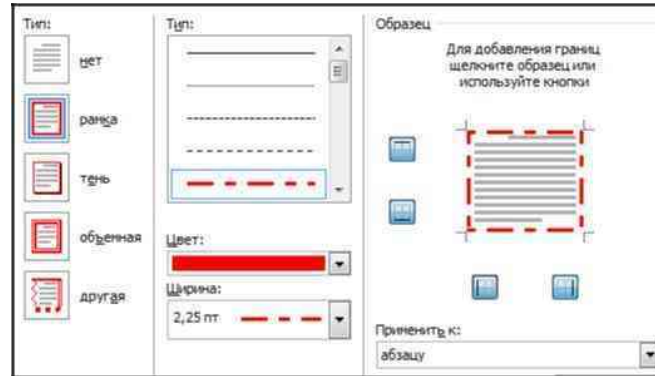 Тип:
нет
рамка
тень
объемная
другая
Тип:
Цвет:
Ширина:
2,25 пт
Образец
Для добавления границ
щелкните образец или
используйте кнопки
Применить к:
абзацу